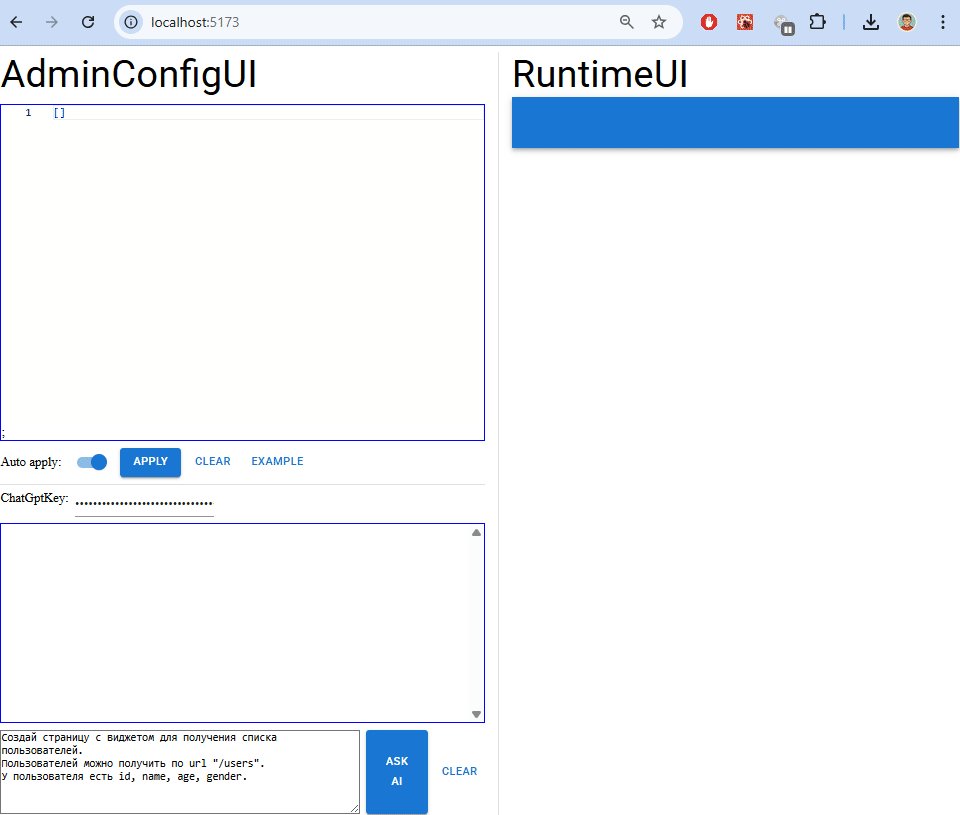 localhost:5173
AdminConfigUI
1 []
;
Auto apply: APPLY CLEAR EXAMPLE
ChatGptKey: •••••••••••••••••••••••••••••••
Создай страницу с виджетом для получения списка
пользователей.
Пользователей можно получить по url "/users".
У пользователя есть id, name, age, gender.
ASK
AI
CLEAR
RuntimeUI